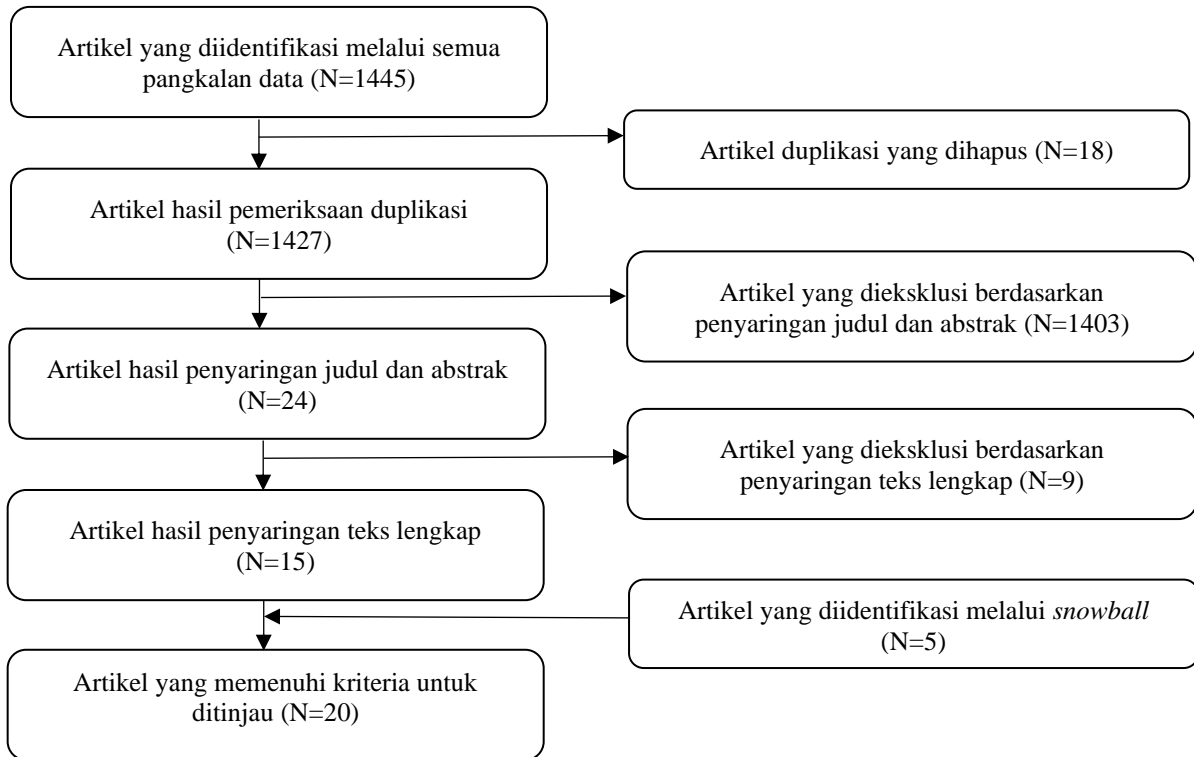 Artikel yang diidentifikasi melalui semua
pangkalan data (N=1445)
Artikel duplikasi yang dihapus (N=18)
Artikel hasil pemeriksaan duplikasi
(N=1427)
Artikel yang dieksklusi berdasarkan
penyaringan judul dan abstrak (N=1403)
Artikel hasil penyaringan judul dan abstrak
(N=24)
Artikel yang dieksklusi berdasarkan
penyaringan teks lengkap (N=9)
Artikel hasil penyaringan teks lengkap
(N=15)
Artikel yang diidentifikasi melalui snowball
(N=5)
Artikel yang memenuhi kriteria untuk
ditinjau (N=20)